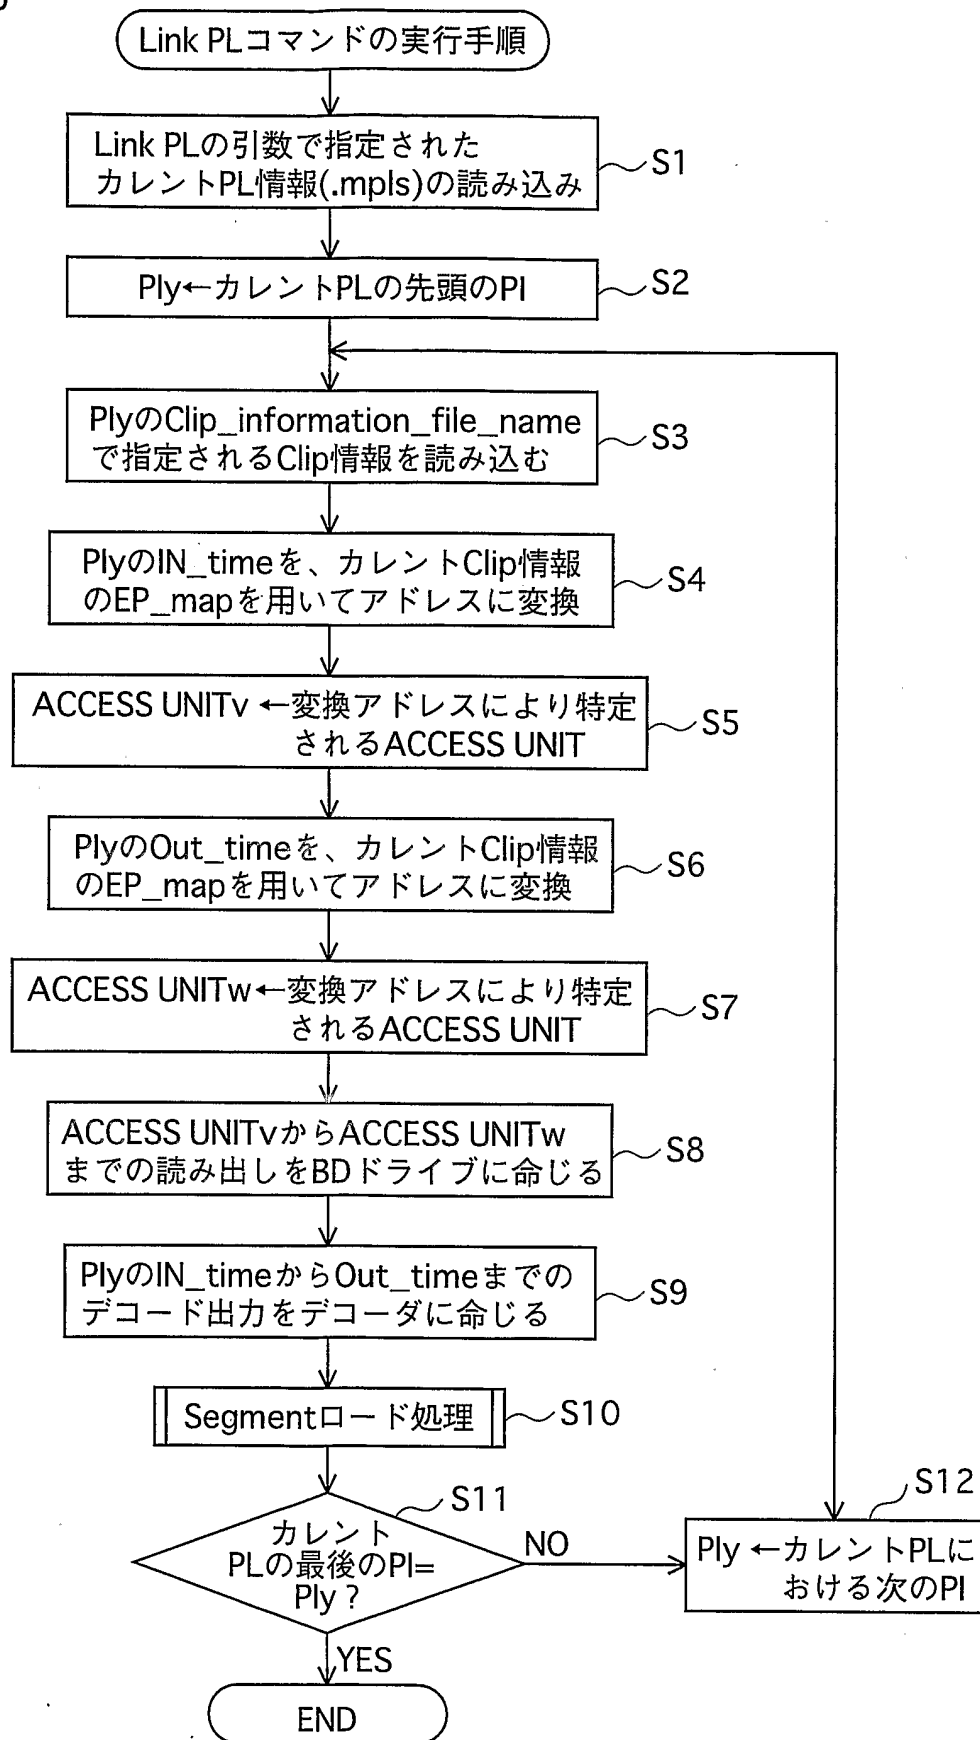 Link PLコマンドの実行手順
Link PLの引数で指定された
カレントPL情報(.mpls)の読み込み
S1
PIy←カレントPLの先頭のPI
S2
PIyのClip_information_file_name
で指定されるClip情報を読み込む
S3
PIyのIN_timeを、カレントClip情報
のEP_mapを用いてアドレスに変換
S4
ACCESS UNITv ←変換アドレスにより特定
されるACCESS UNIT
S5
PIyのOut_timeを、カレントClip情報
のEP_mapを用いてアドレスに変換
S6
ACCESS UNITw←変換アドレスにより特定
されるACCESS UNIT
S7
ACCESS UNITvからACCESS UNITw
までの読み出しをBDドライブに命じる
S8
PIyのIN_timeからOut_timeまでの
デコード出力をデコーダに命じる
S9
Segmentロード処理
S10
S11
カレント
PLの最後のPI=
PIy ?
NO
S12
PIy ←カレントPLに
おける次のPI
YES
END